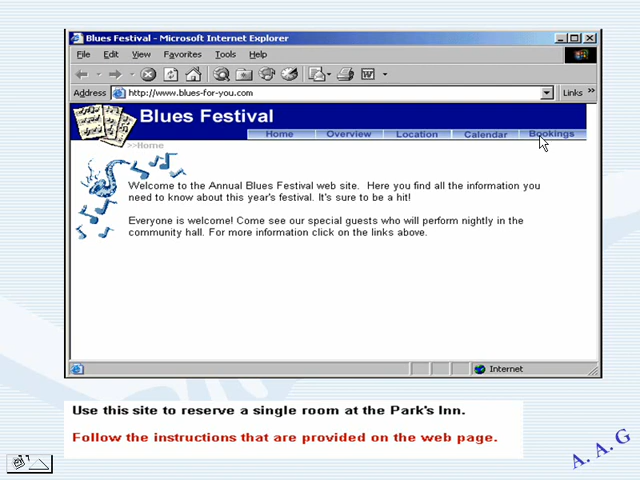 Blues Festival - Microsoft Internet Explorer
File Edit View Favorites Tools Help
Address http://www.blues-for-you.com Links »
Blues Festival
Home Overview Location Calendar Bookings
>>Home
Welcome to the Annual Blues Festival web site. Here you find all the information you
need to know about this year's festival. It's sure to be a hit!
Everyone is welcome! Come see our special guests who will perform nightly in the
community hall. For more information click on the links above.
Internet
Use this site to reserve a single room at the Park's Inn.
Follow the instructions that are provided on the web page.
A. A. G